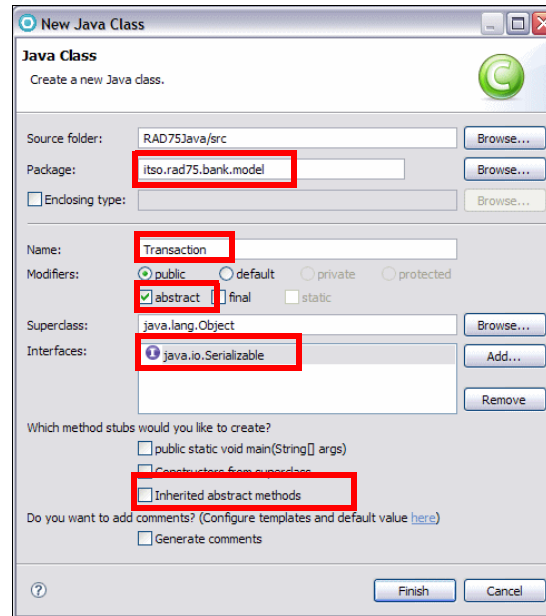 New Java Class
Java Class
Create a new Java class.
Source folder: RAD75Java/src Browse...
Package: itso.rad75.bank.model Browse...
Enclosing type: Browse...
Name: Transaction
Modifiers: public default private protected
abstract final static
Superclass: java.lang.Object Browse...
Interfaces: java.io.Serializable Add...
Remove
Which method stubs would you like to create?
public static void main(String[] args)
Constructors from superclass
Inherited abstract methods
Do you want to add comments? (Configure templates and default value here)
Generate comments
Finish Cancel